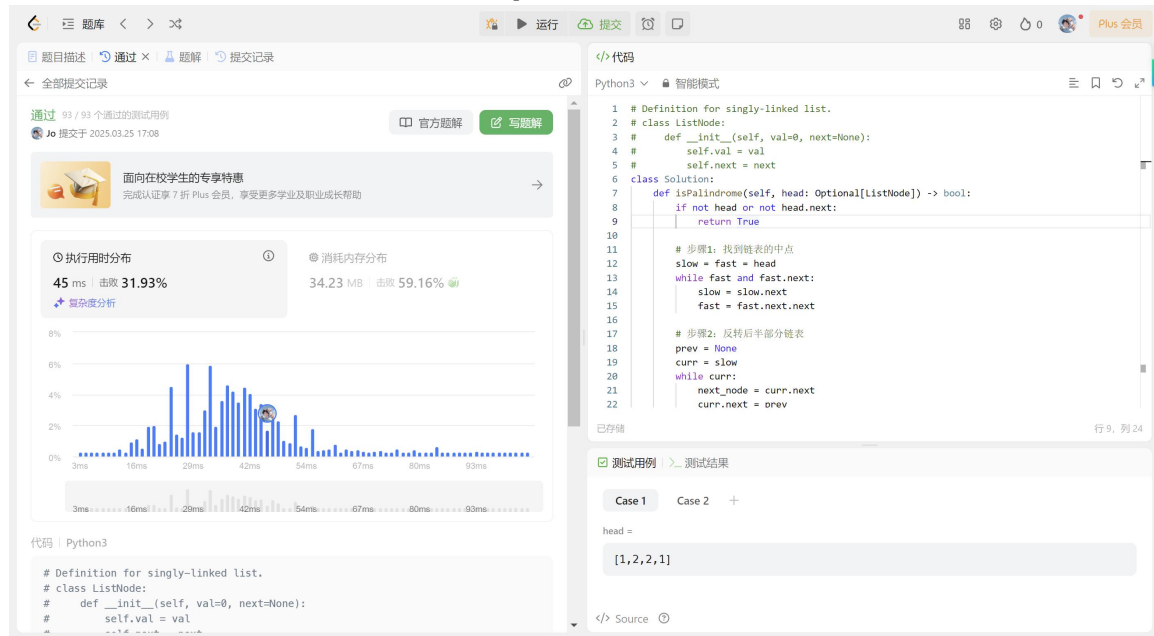 题库
运行
提交
0
Plus 会员
题目描述
通过
题解
提交记录
全部提交记录
通过 93 / 93 个通过的测试用例
Jo 提交于 2025.03.25 17:08
官方题解
写题解
面向在校学生的专享特惠
完成认证享 7 折 Plus 会员，享受更多学业及职业成长帮助
执行用时分布
45 ms 击败 31.93%
复杂度分析
消耗内存分布
34.23 MB 击败 59.16%
8%
6%
4%
2%
0%
3ms 16ms 29ms 42ms 54ms 67ms 80ms 93ms
3ms 16ms 29ms 42ms 54ms 67ms 80ms 93ms
代码 Python3
# Definition for singly-linked list.
# class ListNode:
#     def __init__(self, val=0, next=None):
#         self.val = val
#         self.next = next
</>代码
Python3 智能模式
1 # Definition for singly-linked list.
2 # class ListNode:
3 #     def __init__(self, val=0, next=None):
4 #         self.val = val
5 #         self.next = next
6 class Solution:
7     def isPalindrome(self, head: Optional[ListNode]) -> bool:
8         if not head or not head.next:
9             return True
10
11         # 步骤1: 找到链表的中点
12         slow = fast = head
13         while fast and fast.next:
14             slow = slow.next
15             fast = fast.next.next
16
17         # 步骤2: 反转后半部分链表
18         prev = None
19         curr = slow
20         while curr:
21             next_node = curr.next
22             curr.next = prev
已存储
行 9, 列 24
测试用例
测试结果
Case 1 Case 2 +
head =
[1,2,2,1]
</> Source